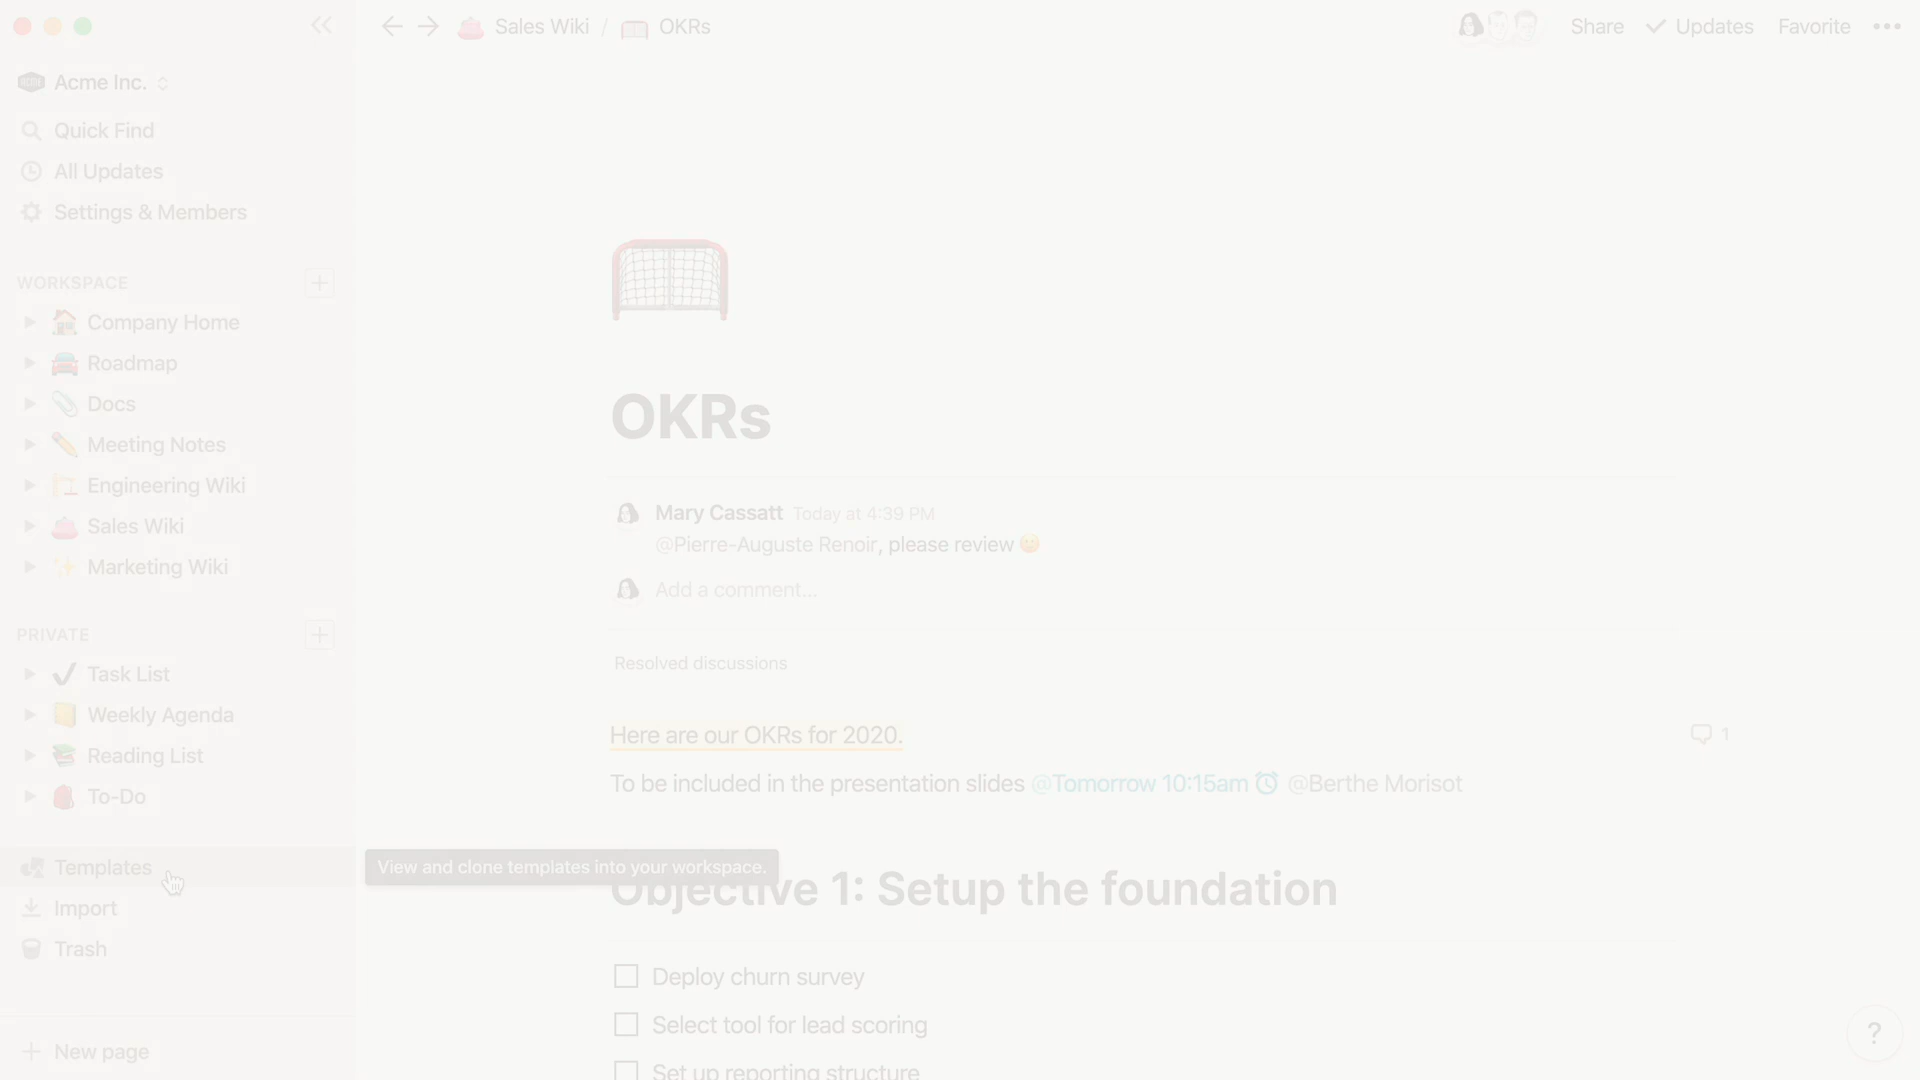 Sales Wiki / OKRs
Share
Updates
Favorite
Acme Inc.
Quick Find
All Updates
Settings & Members
WORKSPACE
Company Home
Roadmap
Docs
Meeting Notes
Engineering Wiki
Sales Wiki
Marketing Wiki
PRIVATE
Task List
Weekly Agenda
Reading List
To-Do
Templates
Import
Trash
New page
OKRs
Mary Cassatt Today at 4:39 PM
@Pierre-Auguste Renoir, please review
Add a comment...
Resolved discussions
Here are our OKRs for 2020.
1
To be included in the presentation slides @Tomorrow 10:15am @Berthe Morisot
View and clone templates into your workspace.
Objective 1: Setup the foundation
Deploy churn survey
Select tool for lead scoring
Set up reporting structure
?